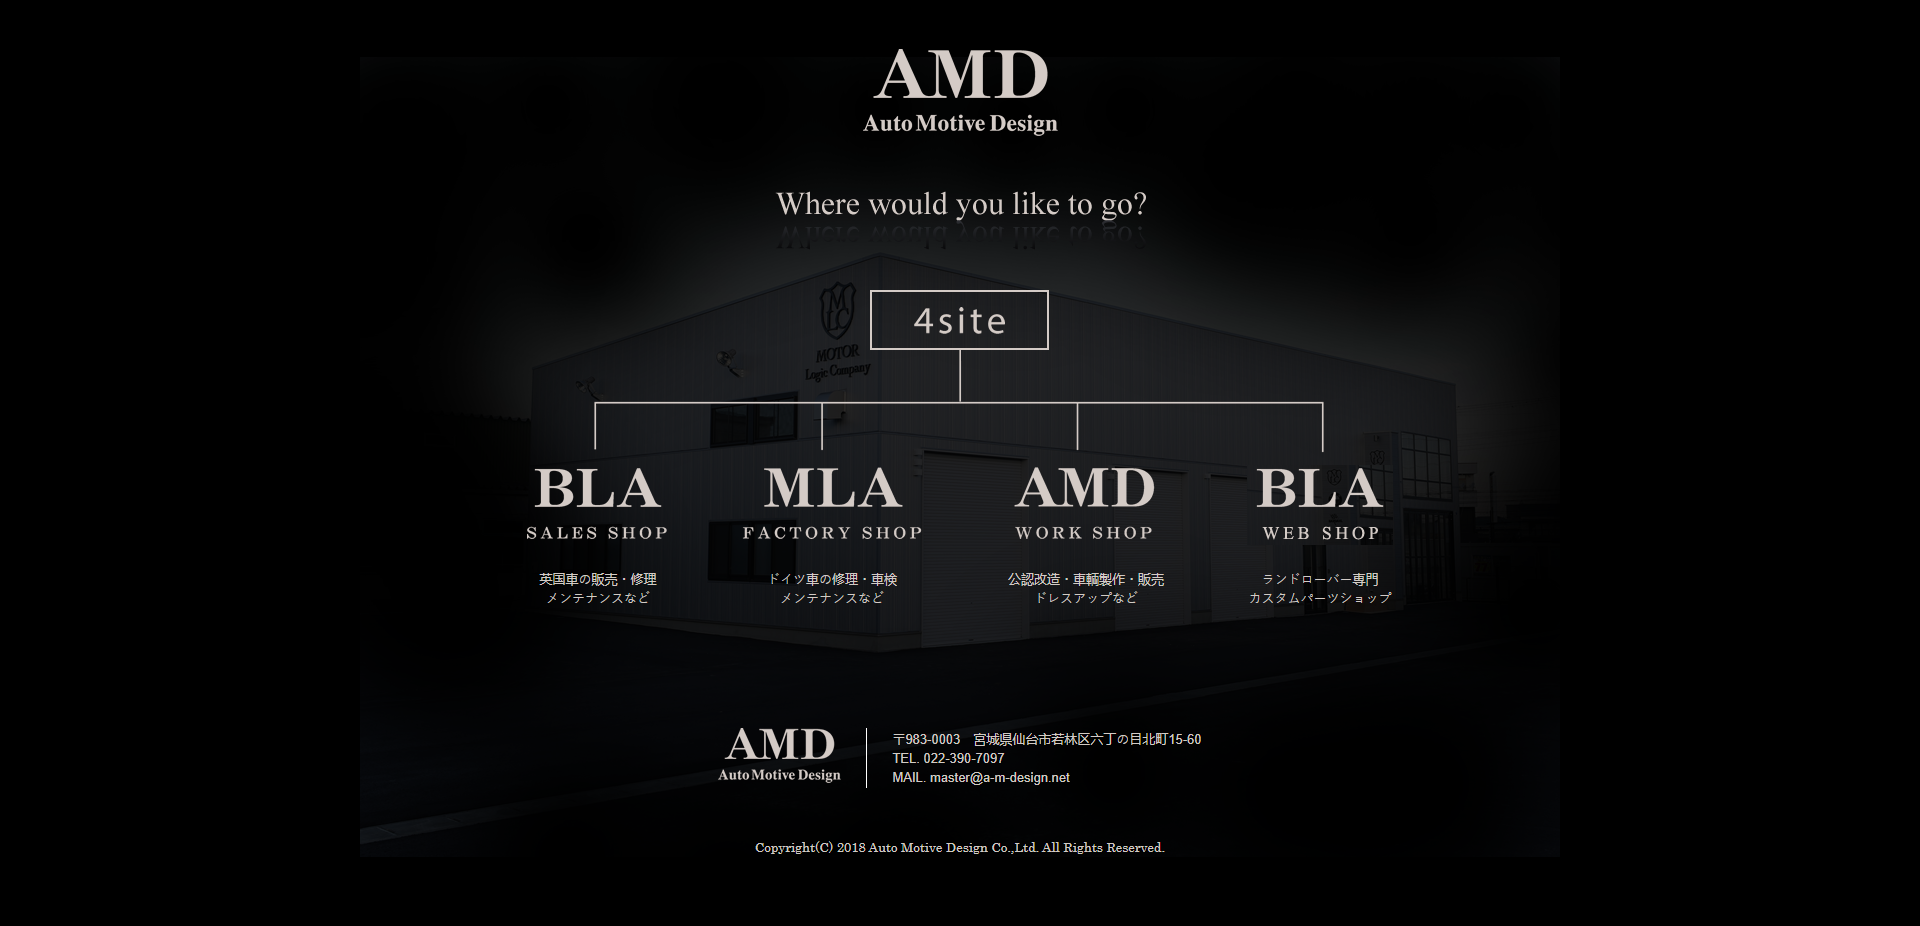 AMD
Auto Motive Design
Where would you like to go?
4site
MLC
MOTOR
Logic Company
BLA
SALES SHOP
英国車の販売・修理
メンテナンスなど
MLA
FACTORY SHOP
ドイツ車の修理・車検
メンテナンスなど
AMD
WORK SHOP
公認改造・車輌製作・販売
ドレスアップなど
BLA
WEB SHOP
ランドローバー専門
カスタムパーツショップ
AMD
Auto Motive Design
〒983-0003　宮城県仙台市若林区六丁の目北町15-60
TEL. 022-390-7097
MAIL. master@a-m-design.net
Copyright(C) 2018 Auto Motive Design Co.,Ltd. All Rights Reserved.